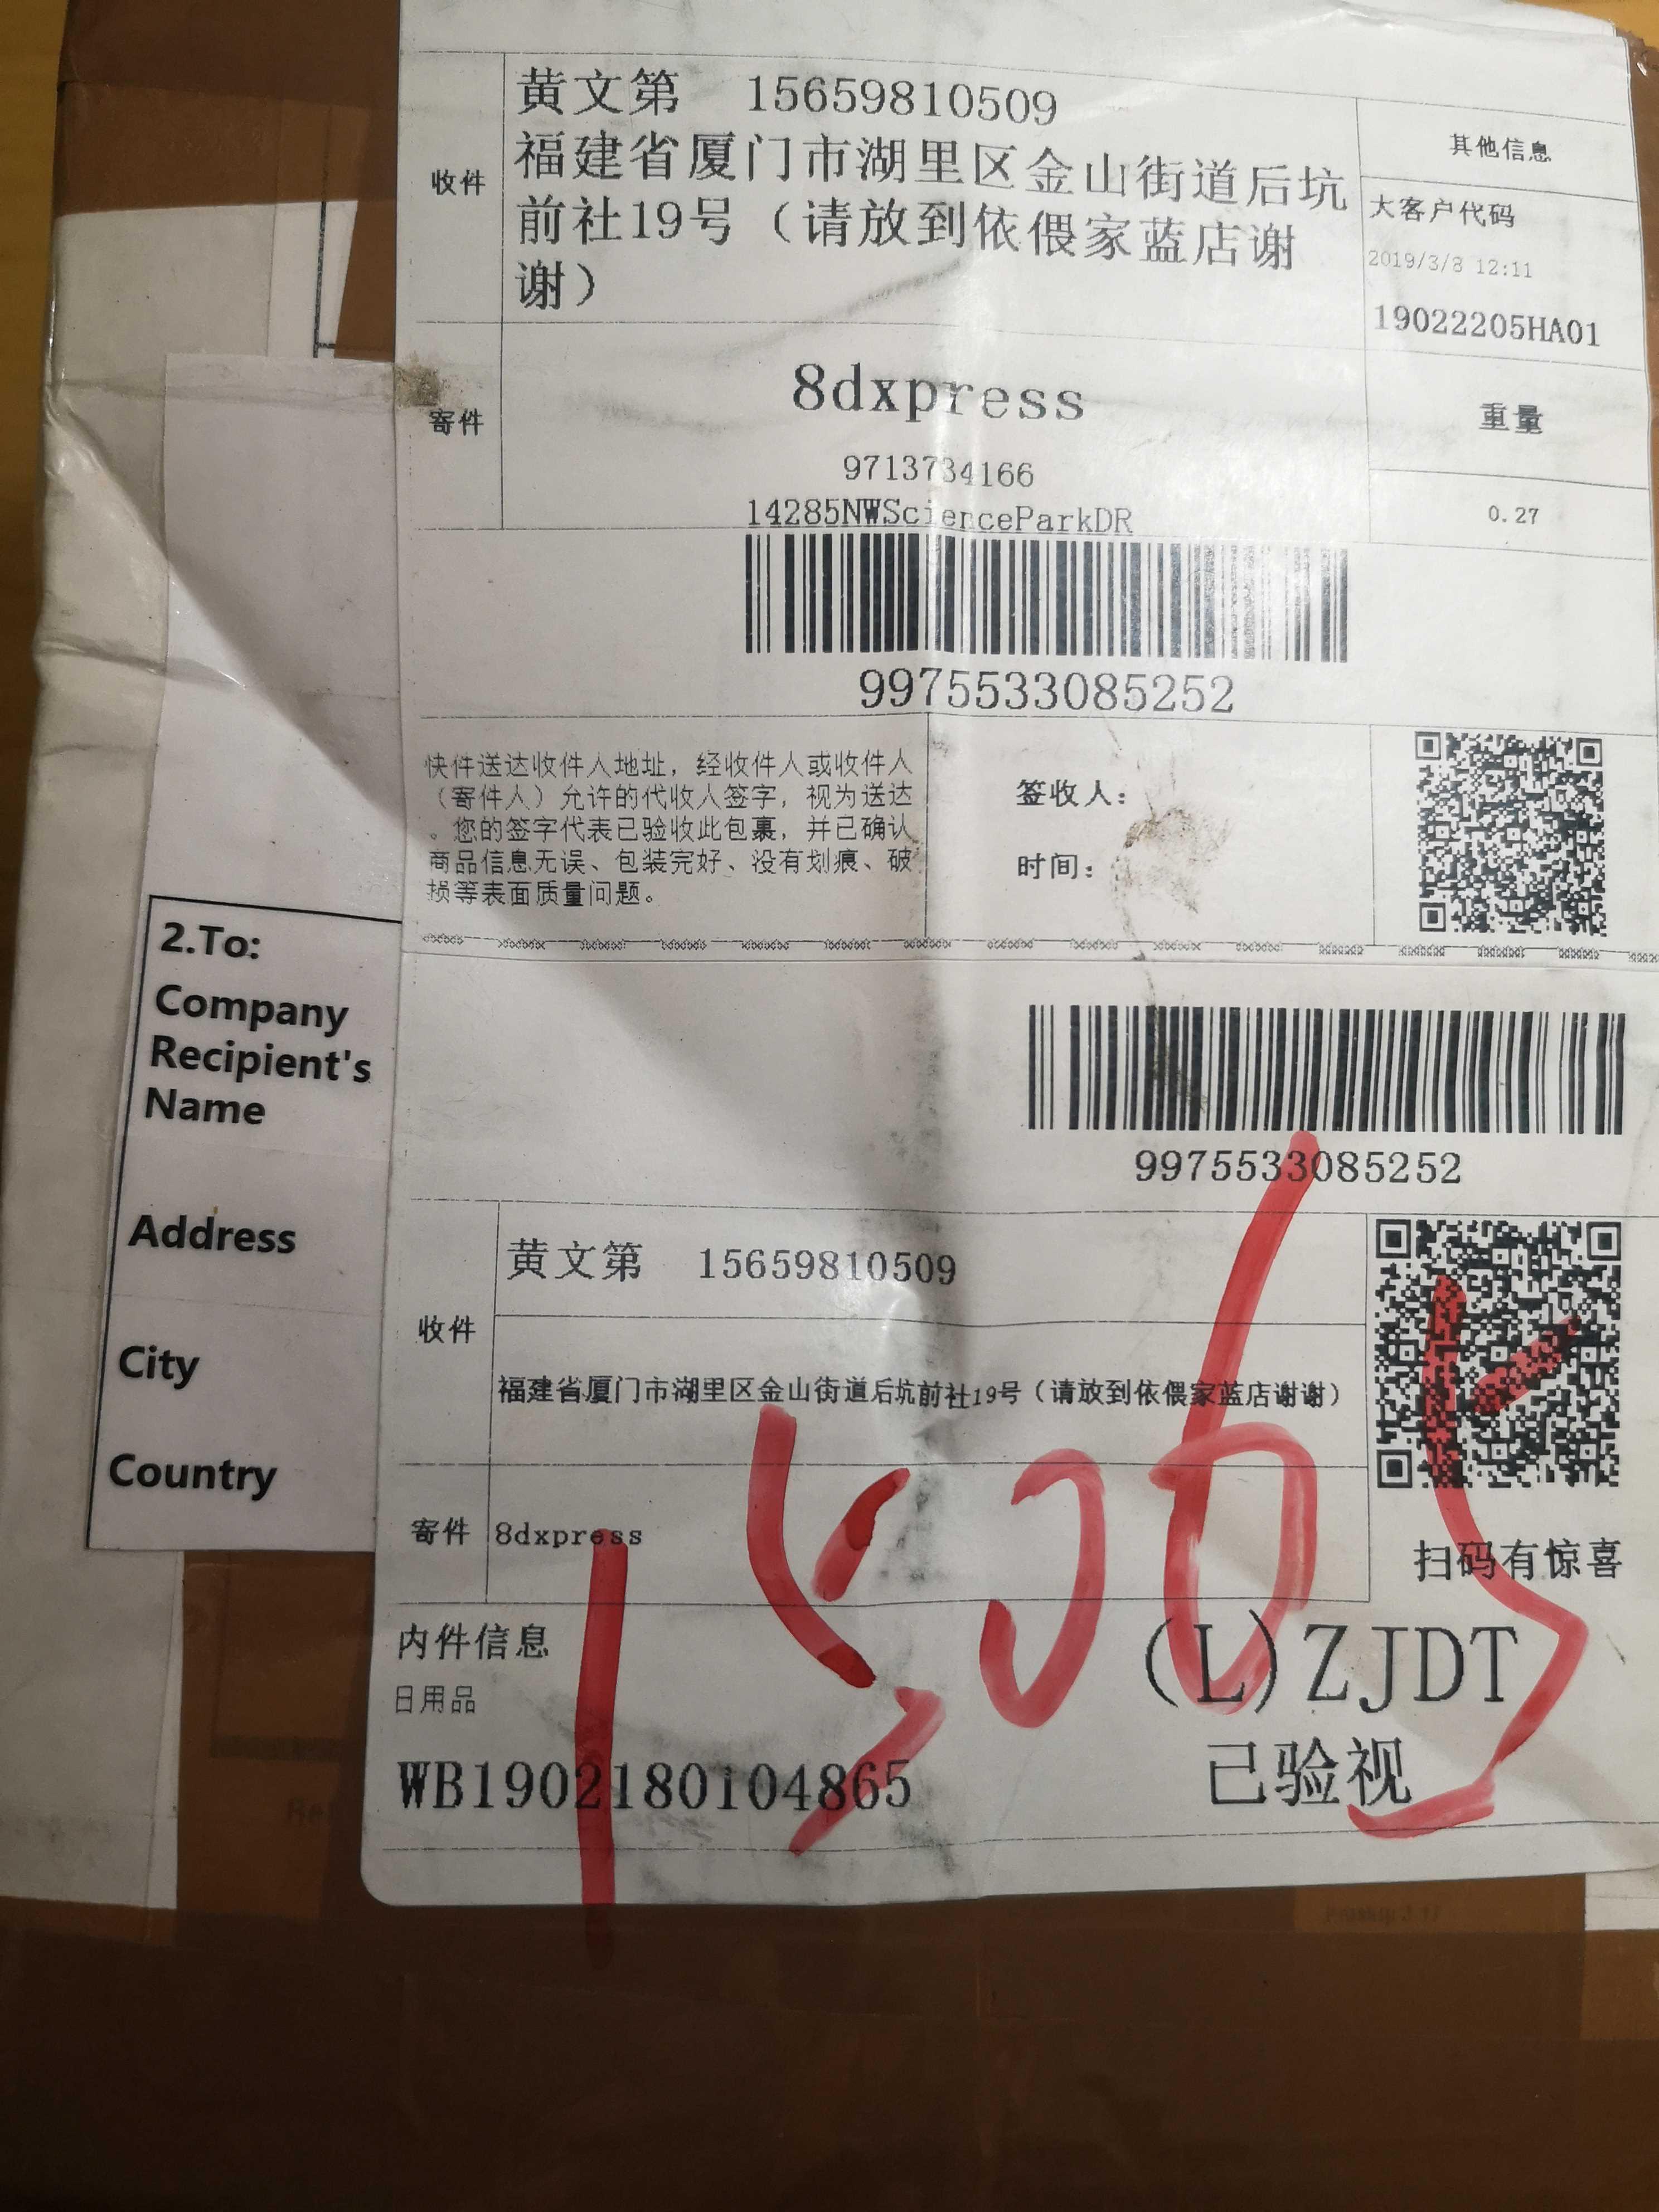 黄文第 15659810509
收件
福建省厦门市湖里区金山街道后坑
前社19号（请放到依偎家蓝店谢
谢）
其他信息
大客户代码
2019/3/8 12:11
19022205HA01
寄件
8dxpress
9713734166
14285NWScienceParkDR
重量
0.27
9975533085252
快件送达收件人地址，经收件人或收件人
（寄件人）允许的代收人签字，视为送达
。您的签字代表已验收此包裹，并已确认
商品信息无误、包装完好、没有划痕、破
损等表面质量问题。
签收人：
时间：
2.To:
Company
Recipient's
Name
Address
City
Country
9975533085252
收件
黄文第 15659810509
福建省厦门市湖里区金山街道后坑前社19号（请放到依偎家蓝店谢谢）
寄件
8dxpress
扫码有惊喜
内件信息
日用品
(L)ZJDT
WB1902180104865
已验视